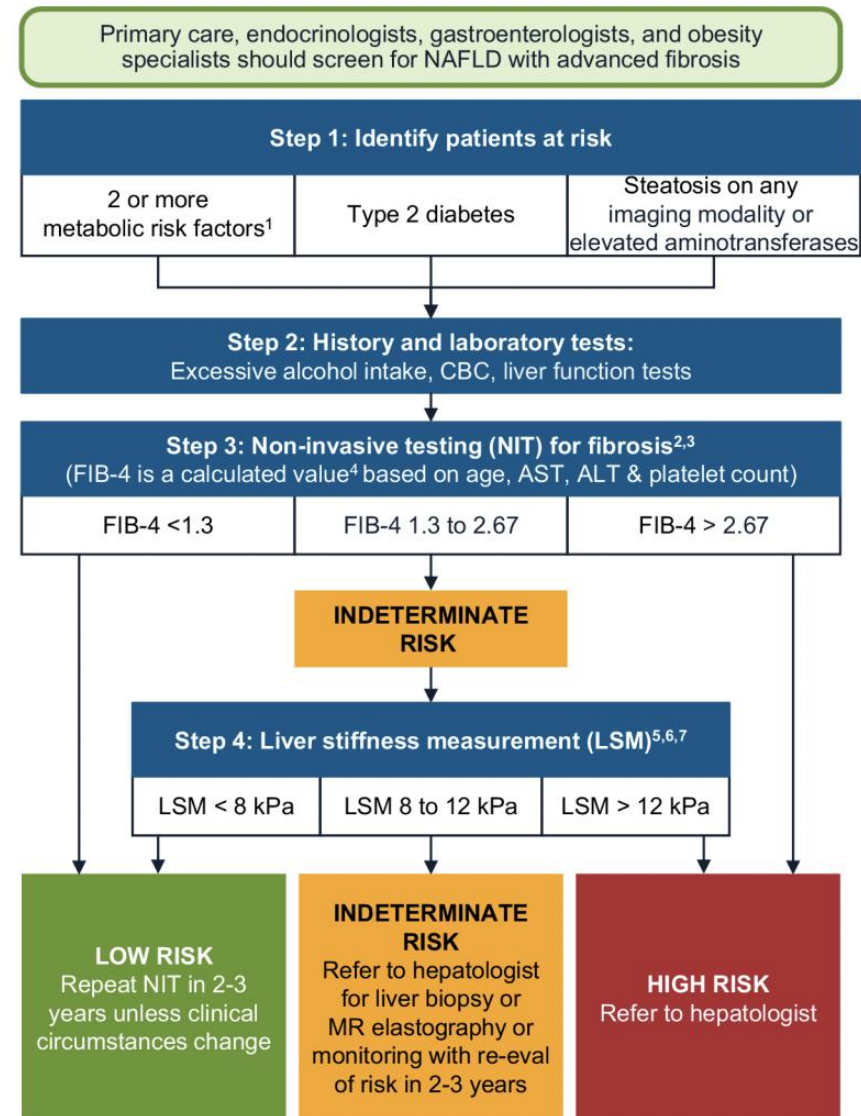 Primary care, endocrinologists, gastroenterologists, and obesity
specialists should screen for NAFLD with advanced fibrosis
Step 1: Identify patients at risk
2 or more
metabolic risk factors¹
Type 2 diabetes
Steatosis on any
imaging modality or
elevated aminotransferases
Step 2: History and laboratory tests:
Excessive alcohol intake, CBC, liver function tests
Step 3: Non-invasive testing (NIT) for fibrosis²,³
(FIB-4 is a calculated value⁴ based on age, AST, ALT & platelet count)
FIB-4 <1.3
FIB-4 1.3 to 2.67
FIB-4 > 2.67
INDETERMINATE
RISK
Step 4: Liver stiffness measurement (LSM)⁵,⁶,⁷
LSM < 8 kPa
LSM 8 to 12 kPa
LSM > 12 kPa
LOW RISK
Repeat NIT in 2-3
years unless clinical
circumstances change
INDETERMINATE
RISK
Refer to hepatologist
for liver biopsy or
MR elastography or
monitoring with re-eval
of risk in 2-3 years
HIGH RISK
Refer to hepatologist